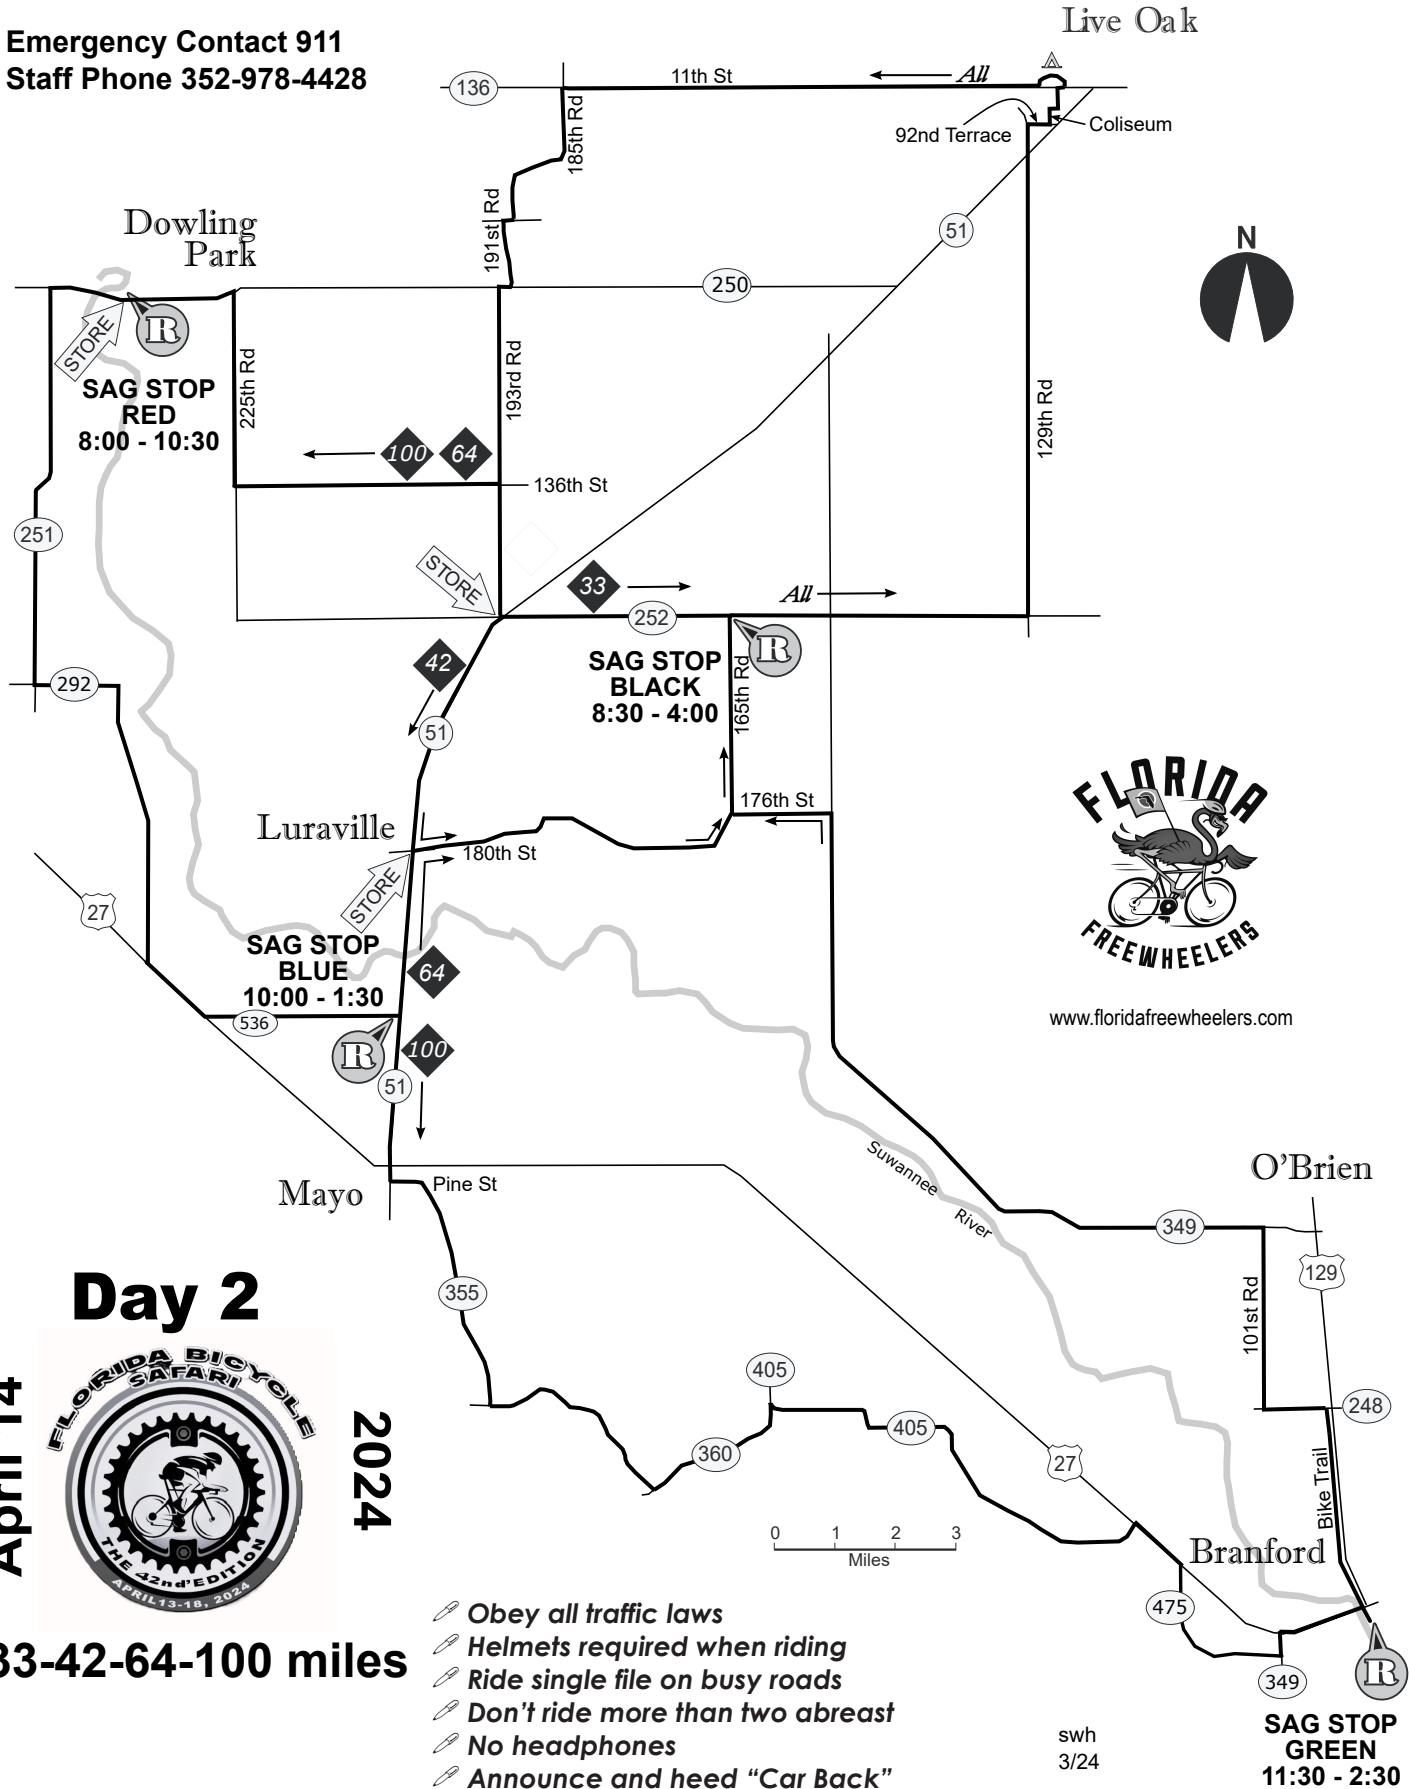 Emergency Contact 911
Staff Phone 352-978-4428
Live Oak
136
11th St
All
185th Rd
92nd Terrace
Coliseum
191st Rd
51
Dowling
Park
N
250
STORE
R
SAG STOP
RED
8:00 - 10:30
225th Rd
193rd Rd
129th Rd
100
64
136th St
251
STORE
33
All
252
R
SAG STOP
BLACK
8:30 - 4:00
165th Rd
42
292
51
FLORIDA
FREEWHEELERS
www.floridafreewheelers.com
176th St
Luraville
180th St
STORE
27
SAG STOP
BLUE
10:00 - 1:30
64
536
R
100
51
Suwannee
River
O'Brien
Mayo
Pine St
349
129
101st Rd
355
Day 2
FLORIDA BICYCLE
SAFARI
THE 42nd EDITION
APRIL 13-18, 2024
April 14
2024
33-42-64-100 miles
405
405
360
27
248
Bike Trail
0 1 2 3
Miles
Branford
475
349
R
SAG STOP
GREEN
11:30 - 2:30
Obey all traffic laws
Helmets required when riding
Ride single file on busy roads
Don't ride more than two abreast
No headphones
Announce and heed "Car Back"
swh
3/24